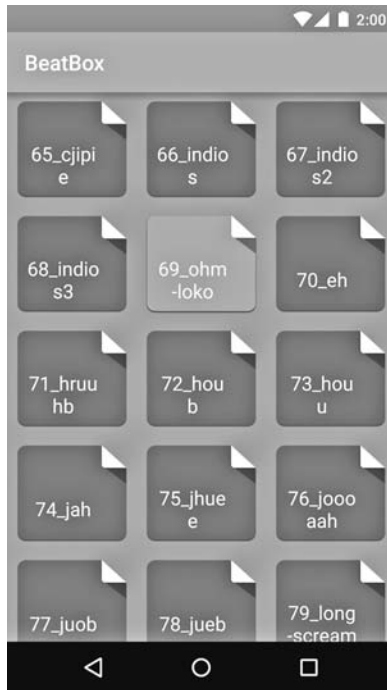 2:00
BeatBox
65_cjipi
e
66_indio
s
67_indio
s2
68_indio
s3
69_ohm
-loko
70_eh
71_hruu
hb
72_hou
b
73_hou
u
74_jah
75_jhue
e
76_jooo
aah
77_juob
78_jueb
79_long
-scream